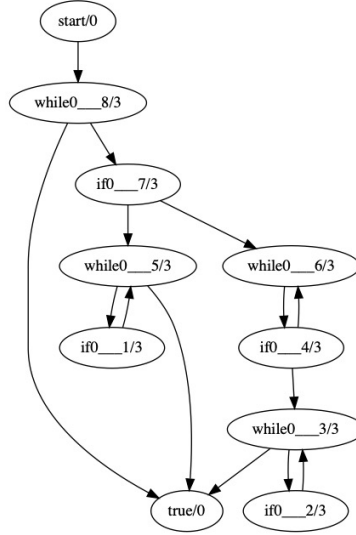 start/0
while0___8/3
if0___7/3
while0___5/3
while0___6/3
if0___1/3
if0___4/3
while0___3/3
true/0
if0___2/3